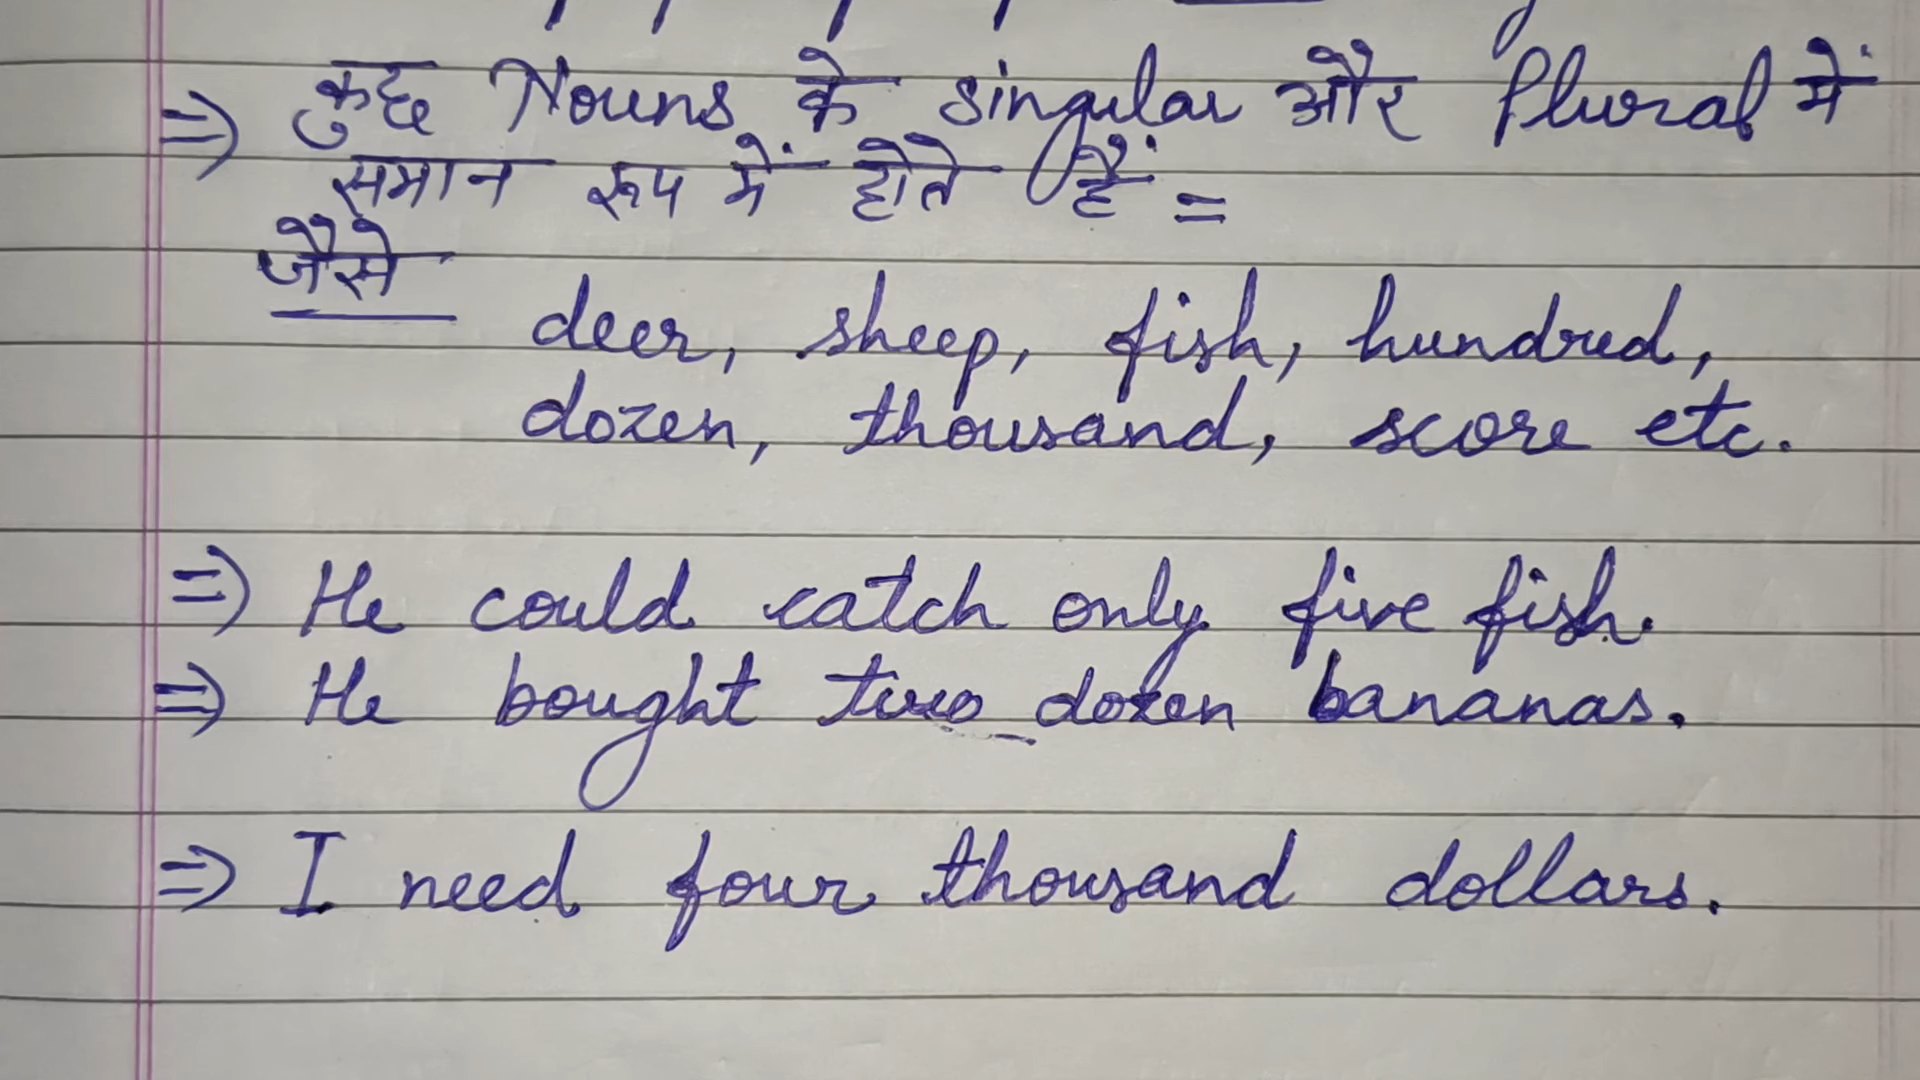 ⇒ कुछ Nouns के singular और Plural में
समान रूप में होते हैं =
जैसे
deer, sheep, fish, hundred,
dozen, thousand, score etc.
⇒ He could catch only five fish.
⇒ He bought two dozen bananas.
⇒ I need four thousand dollars.